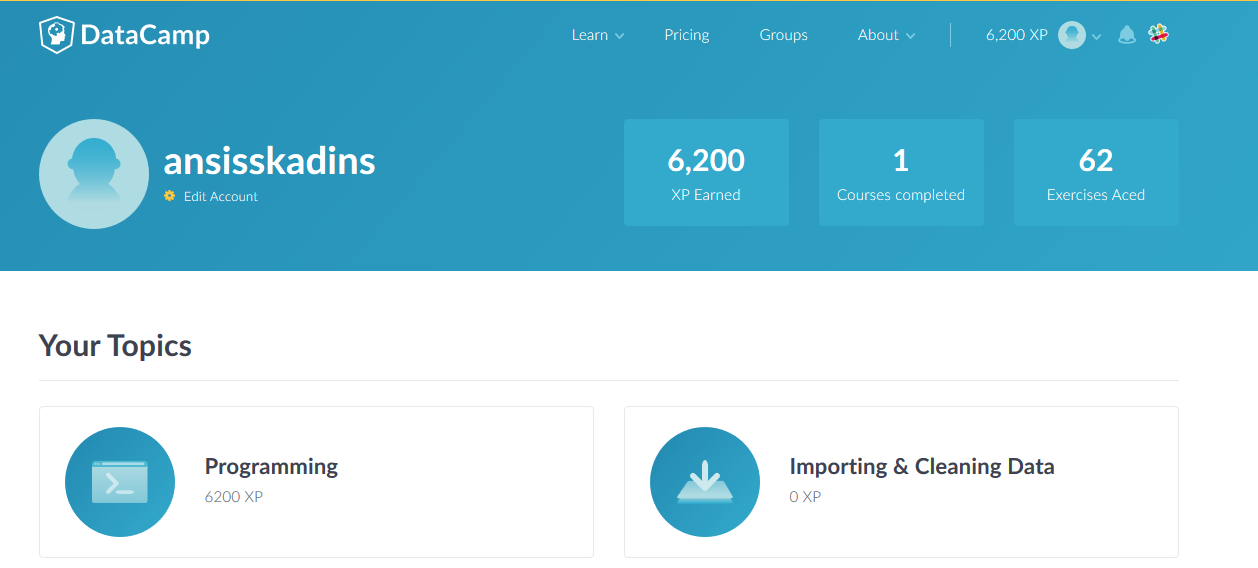 DataCamp Learn Pricing Groups About 6,200 XP
ansisskadins
Edit Account
6,200
XP Earned
1
Courses completed
62
Exercises Aced
Your Topics
Programming
6200 XP
Importing & Cleaning Data
0 XP